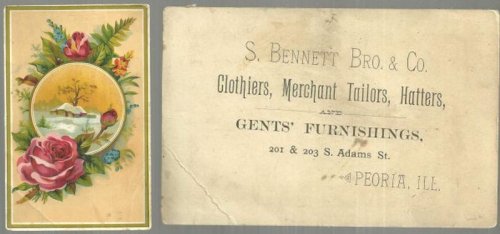 S. BENNETT BRO. & CO.
Clothiers, Merchant Tailors, Hatters,
AND
GENTS' FURNISHINGS,
201 & 203 S. Adams St.
PEORIA, ILL.